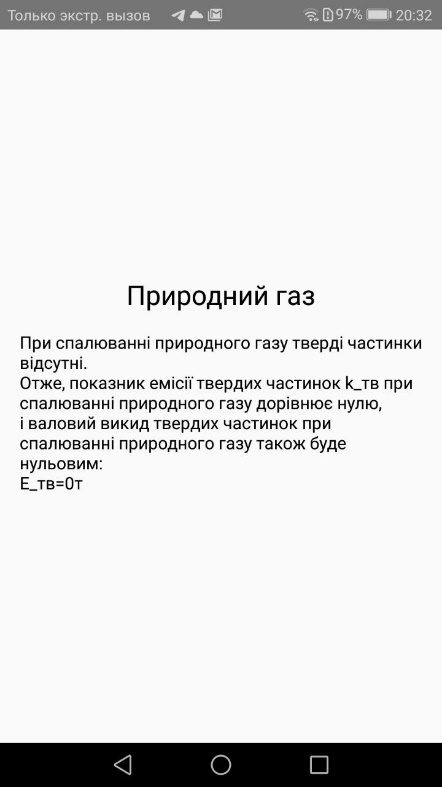 Только экстр. вызов
97%
20:32
Природний газ
При спалюванні природного газу тверді частинки
відсутні.
Отже, показник емісії твердих частинок k_тв при
спалюванні природного газу дорівнює нулю,
і валовий викид твердих частинок при
спалюванні природного газу також буде
нульовим:
E_тв=0т